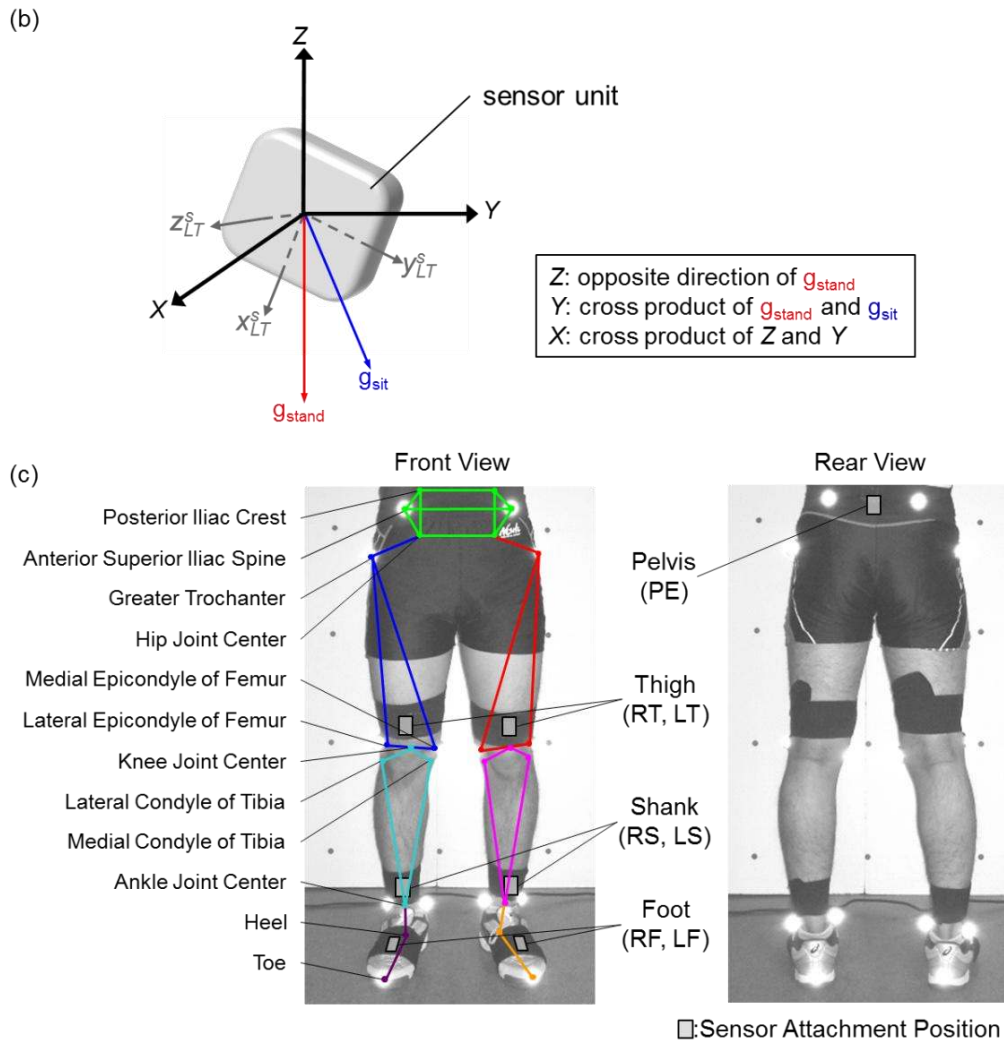 (b)
Z
sensor unit
Y
z^s_LT
y^s_LT
X
x^s_LT
g_sit
g_stand
Z: opposite direction of g_stand
Y: cross product of g_stand and g_sit
X: cross product of Z and Y
(c)
Front View
Rear View
Posterior Iliac Crest
Anterior Superior Iliac Spine
Greater Trochanter
Hip Joint Center
Medial Epicondyle of Femur
Lateral Epicondyle of Femur
Knee Joint Center
Lateral Condyle of Tibia
Medial Condyle of Tibia
Ankle Joint Center
Heel
Toe
Pelvis
(PE)
Thigh
(RT, LT)
Shank
(RS, LS)
Foot
(RF, LF)
:Sensor Attachment Position